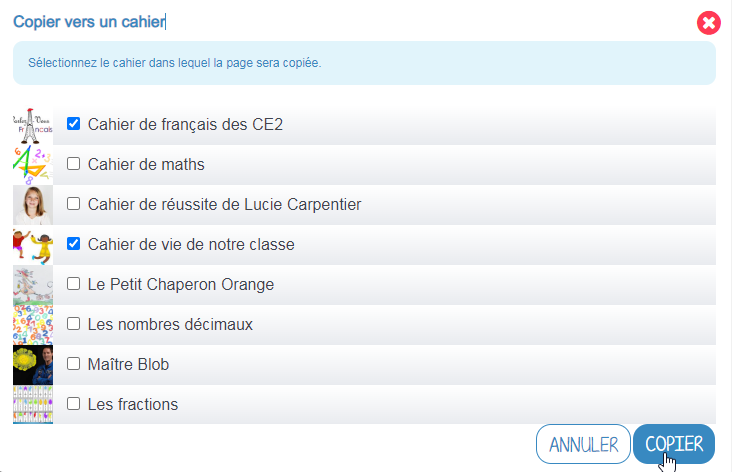 Copier vers un cahier
Sélectionnez le cahier dans lequel la page sera copiée.
Parlez-Vous
Français
Cahier de français des CE2
Cahier de maths
Cahier de réussite de Lucie Carpentier
Cahier de vie de notre classe
Le Petit Chaperon Orange
Les nombres décimaux
Maître Blob
Les fractions
ANNULER COPIER